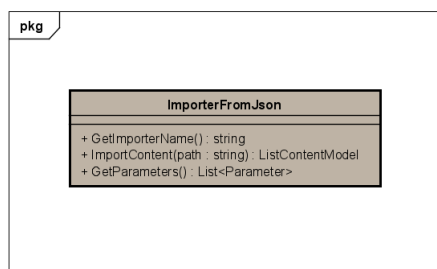 pkg
ImporterFromJson
+ GetImporterName() : string
+ ImportContent(path : string) : ListContentModel
+ GetParameters() : List<Parameter>